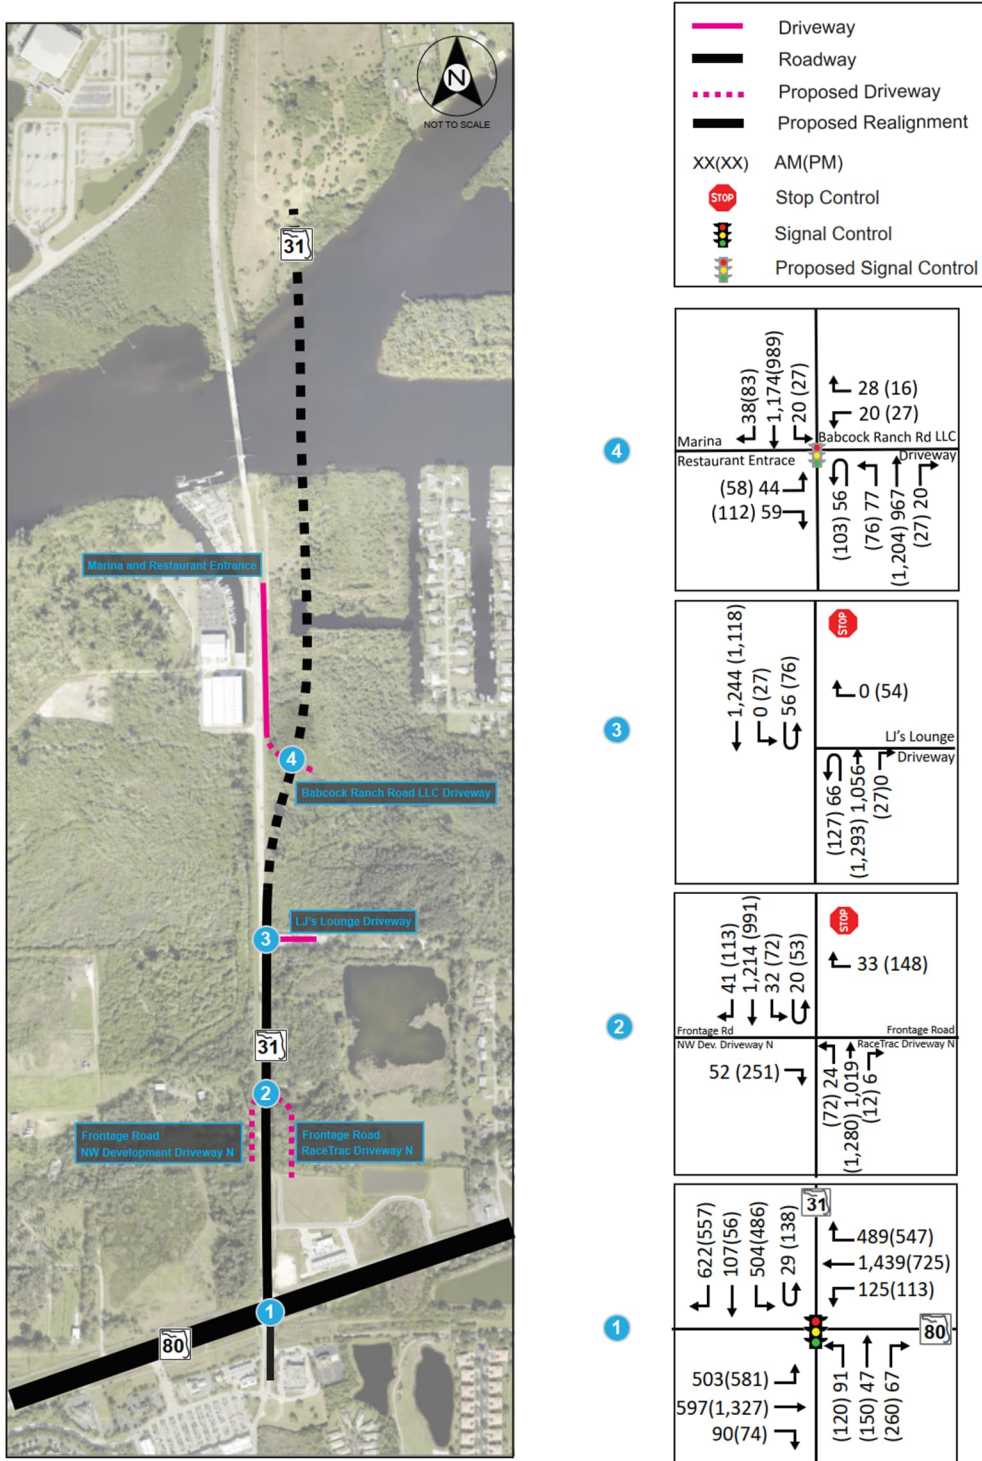 N
NOT TO SCALE
31
Marina and Restaurant Entrance
4
Babcock Ranch Road LLC Driveway
LJ's Lounge Driveway
3
31
2
Frontage Road
NW Development Driveway N
Frontage Road
RaceTrac Driveway N
1
80
Driveway
Roadway
Proposed Driveway
Proposed Realignment
XX(XX) AM(PM)
STOP Stop Control
Signal Control
Proposed Signal Control
4
38(83)
1,174(989)
20 (27)
28 (16)
20 (27)
Marina
Babcock Ranch Rd LLC
Restaurant Entrace
Driveway
(58) 44
(112) 59
(103) 56
(76) 77
(1,204) 967
(27) 20
3
1,244 (1,118)
0 (27)
56 (76)
STOP
0 (54)
LJ's Lounge
Driveway
(127) 66
(1,293) 1,056
(27)0
2
41 (113)
1,214 (991)
32 (72)
20 (53)
STOP
33 (148)
Frontage Rd
Frontage Road
NW Dev. Driveway N
RaceTrac Driveway N
52 (251)
(72) 24
(1,280) 1,019
(12) 6
1
622(557)
107(56)
504(486)
29 (138)
31
489(547)
1,439(725)
125(113)
80
503(581)
597(1,327)
90(74)
(120) 91
(150) 47
(260) 67